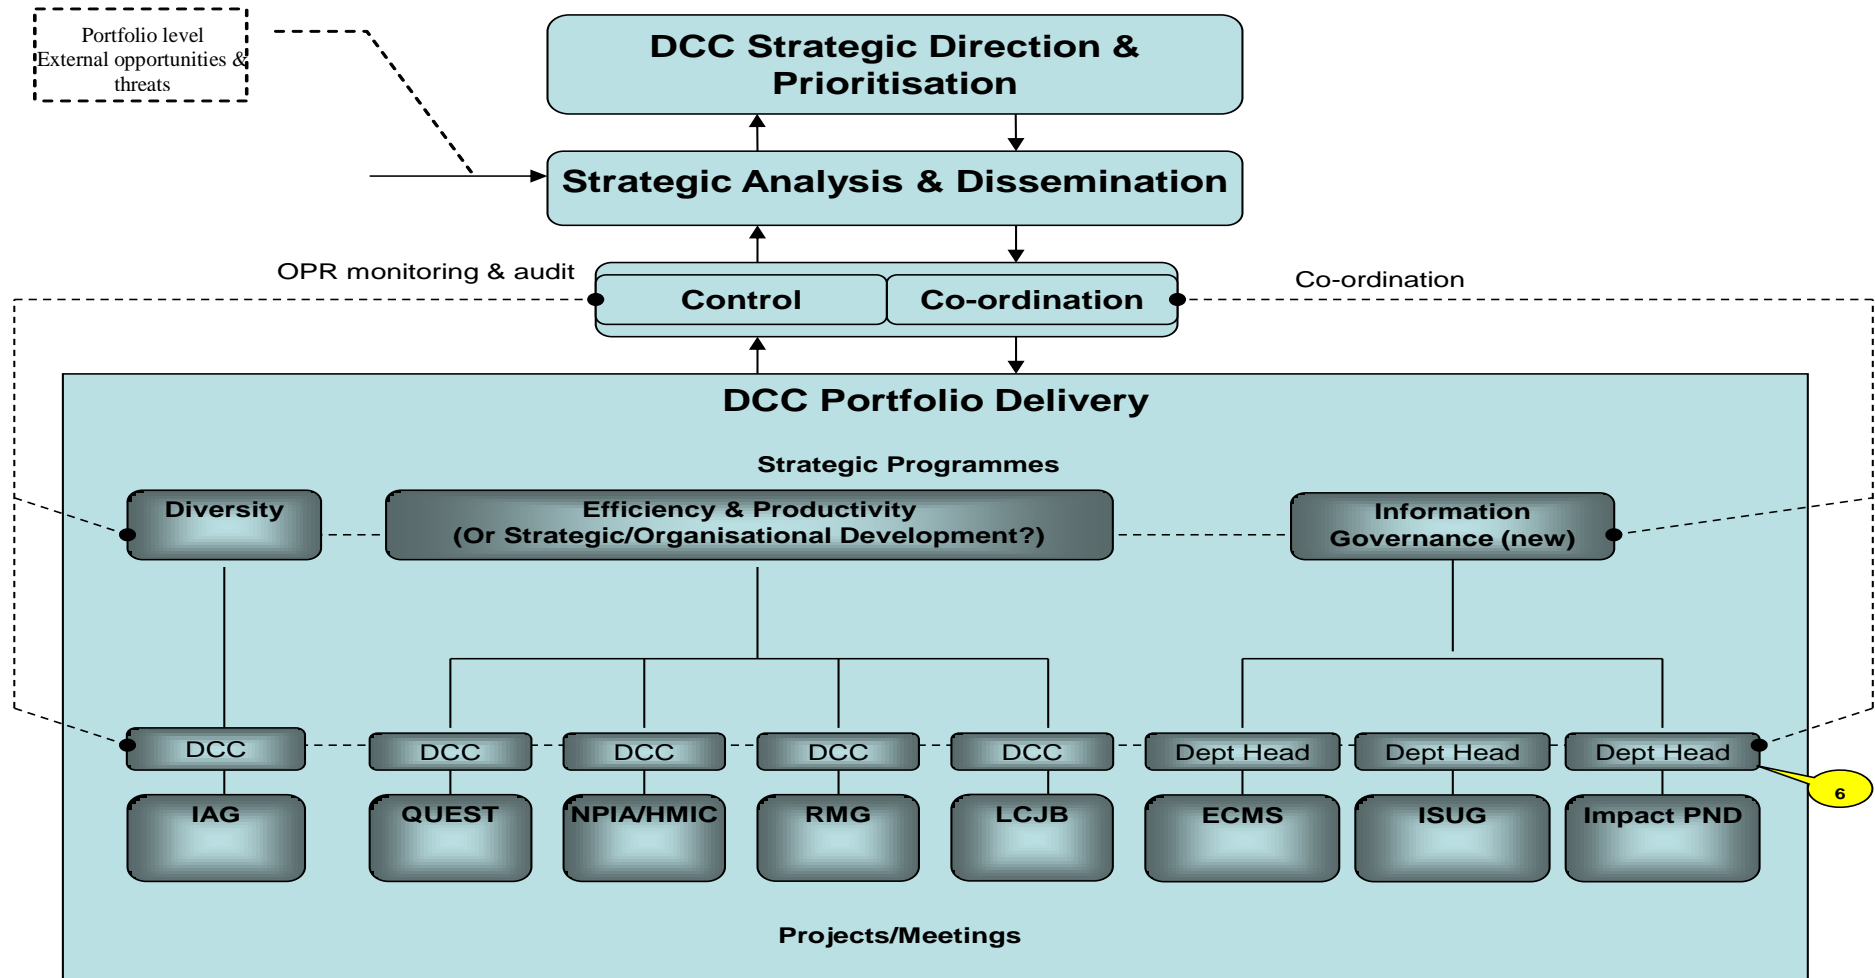 Portfolio level
External opportunities &
threats
DCC Strategic Direction &
Prioritisation
Strategic Analysis & Dissemination
OPR monitoring & audit
Control
Co-ordination
Co-ordination
DCC Portfolio Delivery
Strategic Programmes
Diversity
Efficiency & Productivity
(Or Strategic/Organisational Development?)
Information
Governance (new)
DCC
DCC
DCC
DCC
DCC
Dept Head
Dept Head
Dept Head
6
IAG
QUEST
NPIA/HMIC
RMG
LCJB
ECMS
ISUG
Impact PND
Projects/Meetings